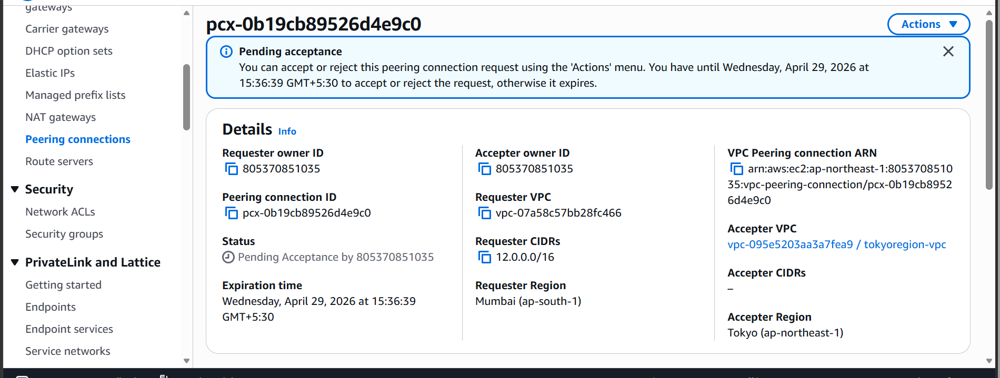 gateways
Carrier gateways
DHCP option sets
Elastic IPs
Managed prefix lists
NAT gateways
Peering connections
Route servers
Security
Network ACLs
Security groups
PrivateLink and Lattice
Getting started
Endpoints
Endpoint services
Service networks
pcx-0b19cb89526d4e9c0
Actions
Pending acceptance
You can accept or reject this peering connection request using the 'Actions' menu. You have until Wednesday, April 29, 2026 at
15:36:39 GMT+5:30 to accept or reject the request, otherwise it expires.
Details Info
Requester owner ID
805370851035
Peering connection ID
pcx-0b19cb89526d4e9c0
Status
Pending Acceptance by 805370851035
Expiration time
Wednesday, April 29, 2026 at 15:36:39
GMT+5:30
Accepter owner ID
805370851035
Requester VPC
vpc-07a58c57bb28fc466
Requester CIDRs
12.0.0.0/16
Requester Region
Mumbai (ap-south-1)
VPC Peering connection ARN
arn:aws:ec2:ap-northeast-1:8053708510
35:vpc-peering-connection/pcx-0b19cb8952
6d4e9c0
Accepter VPC
vpc-095e5203aa3a7fea9 / tokyoregion-vpc
Accepter CIDRs
–
Accepter Region
Tokyo (ap-northeast-1)